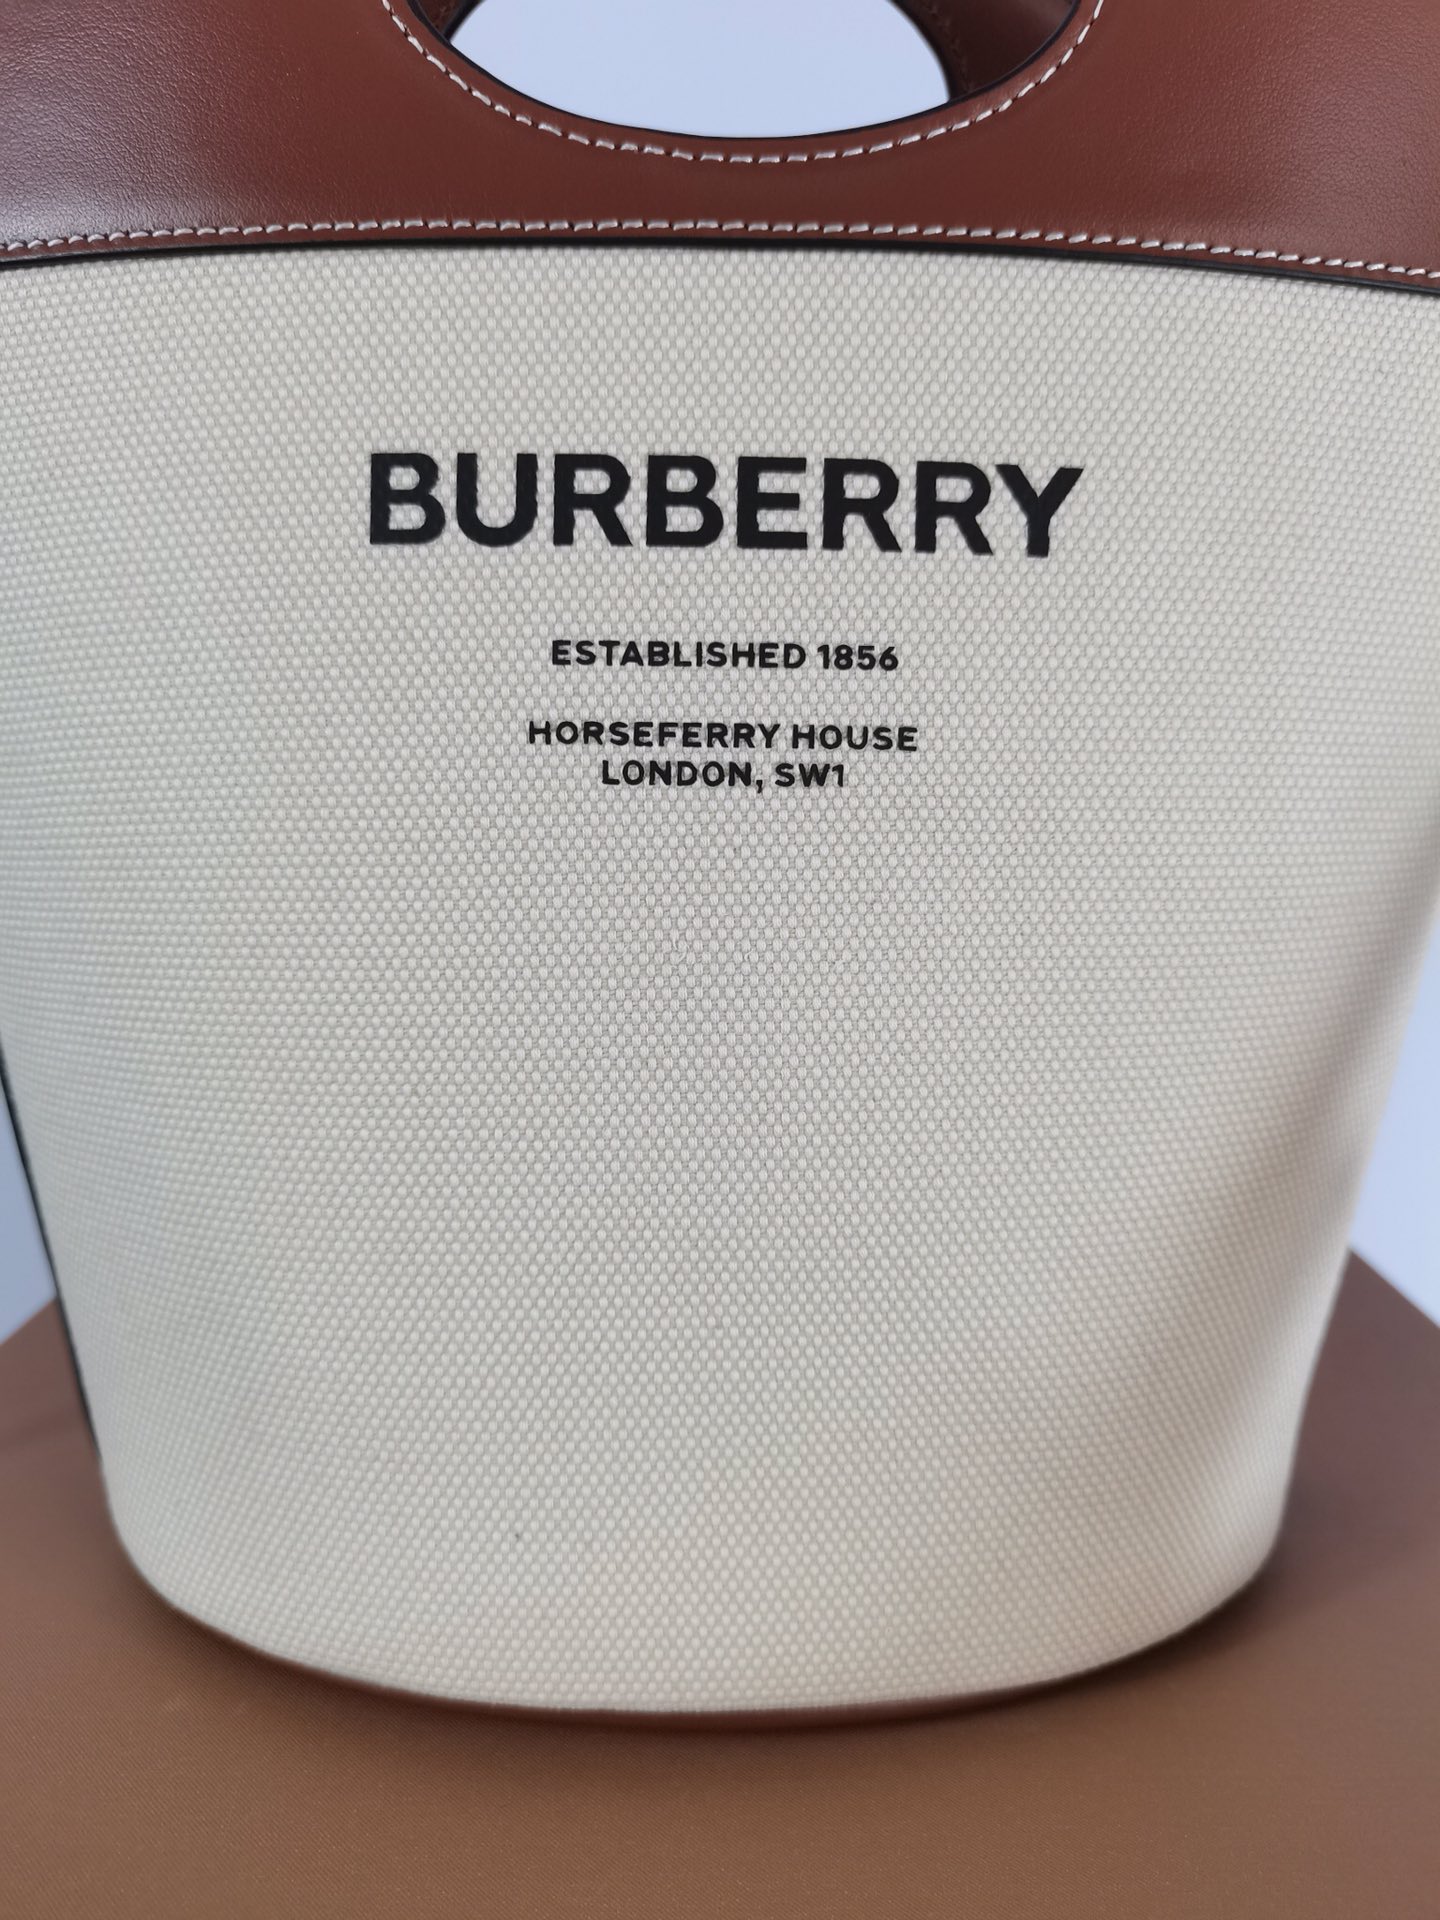 BURBERRY
ESTABLISHED 1856
HORSEFERRY HOUSE
LONDON, SW1